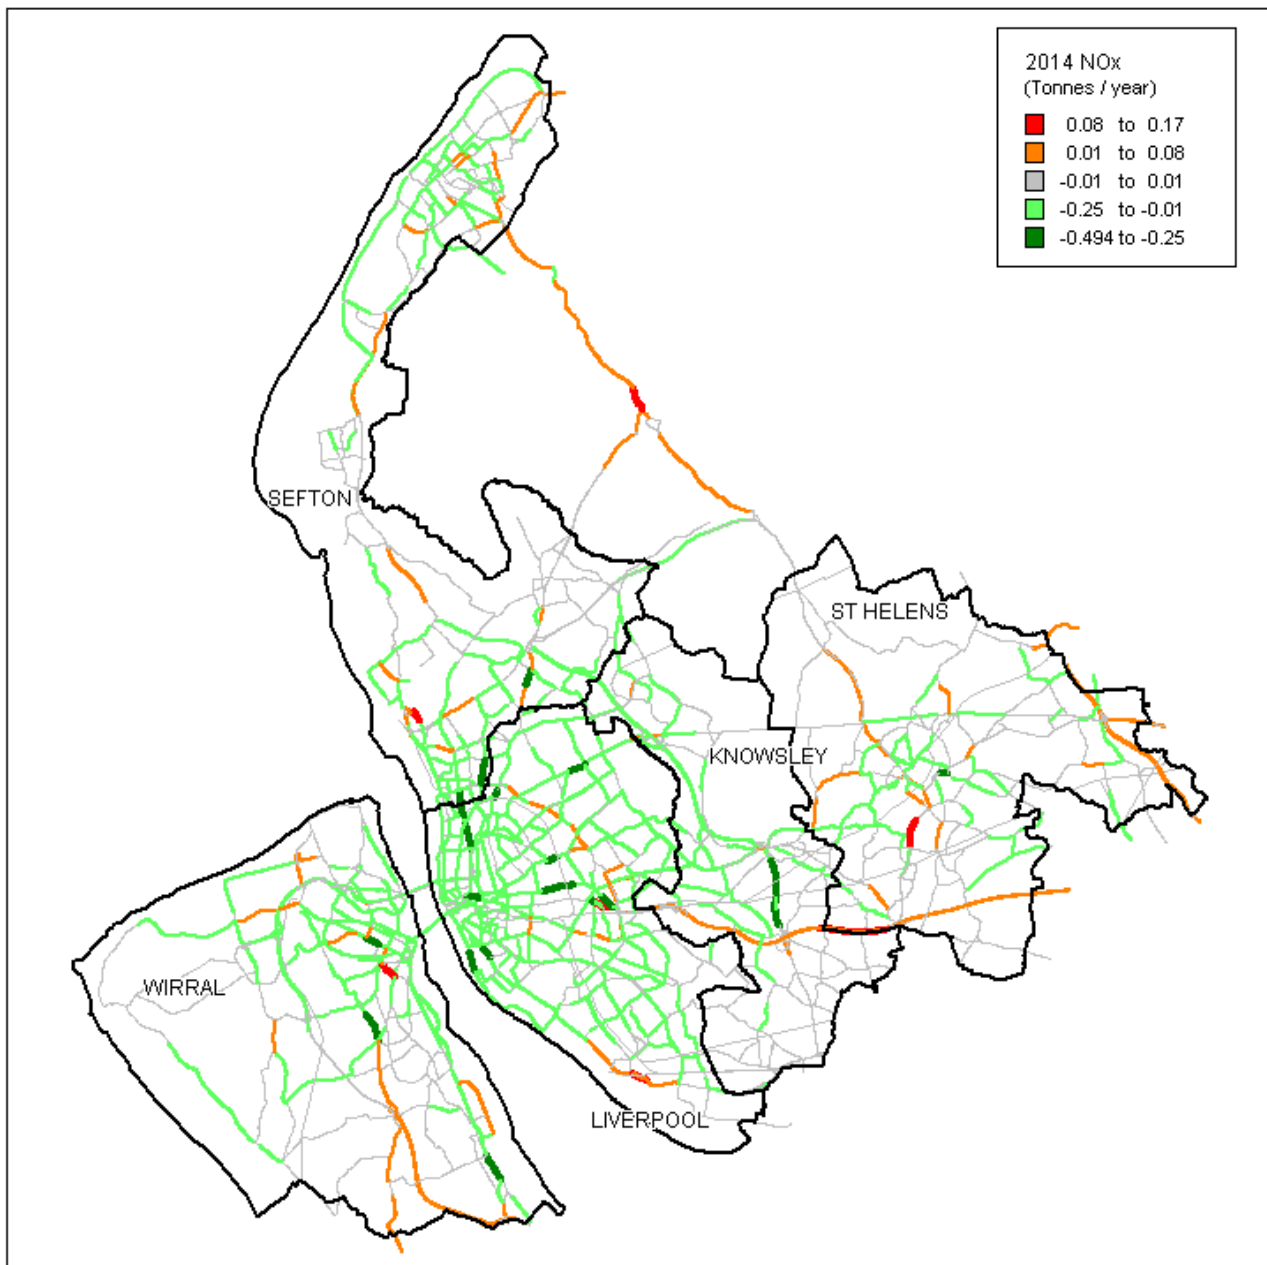 2014 NOx
(Tonnes / year)
0.08 to 0.17
0.01 to 0.08
-0.01 to 0.01
-0.25 to -0.01
-0.494 to -0.25
SEFTON
ST HELENS
KNOWSLEY
WIRRAL
LIVERPOOL